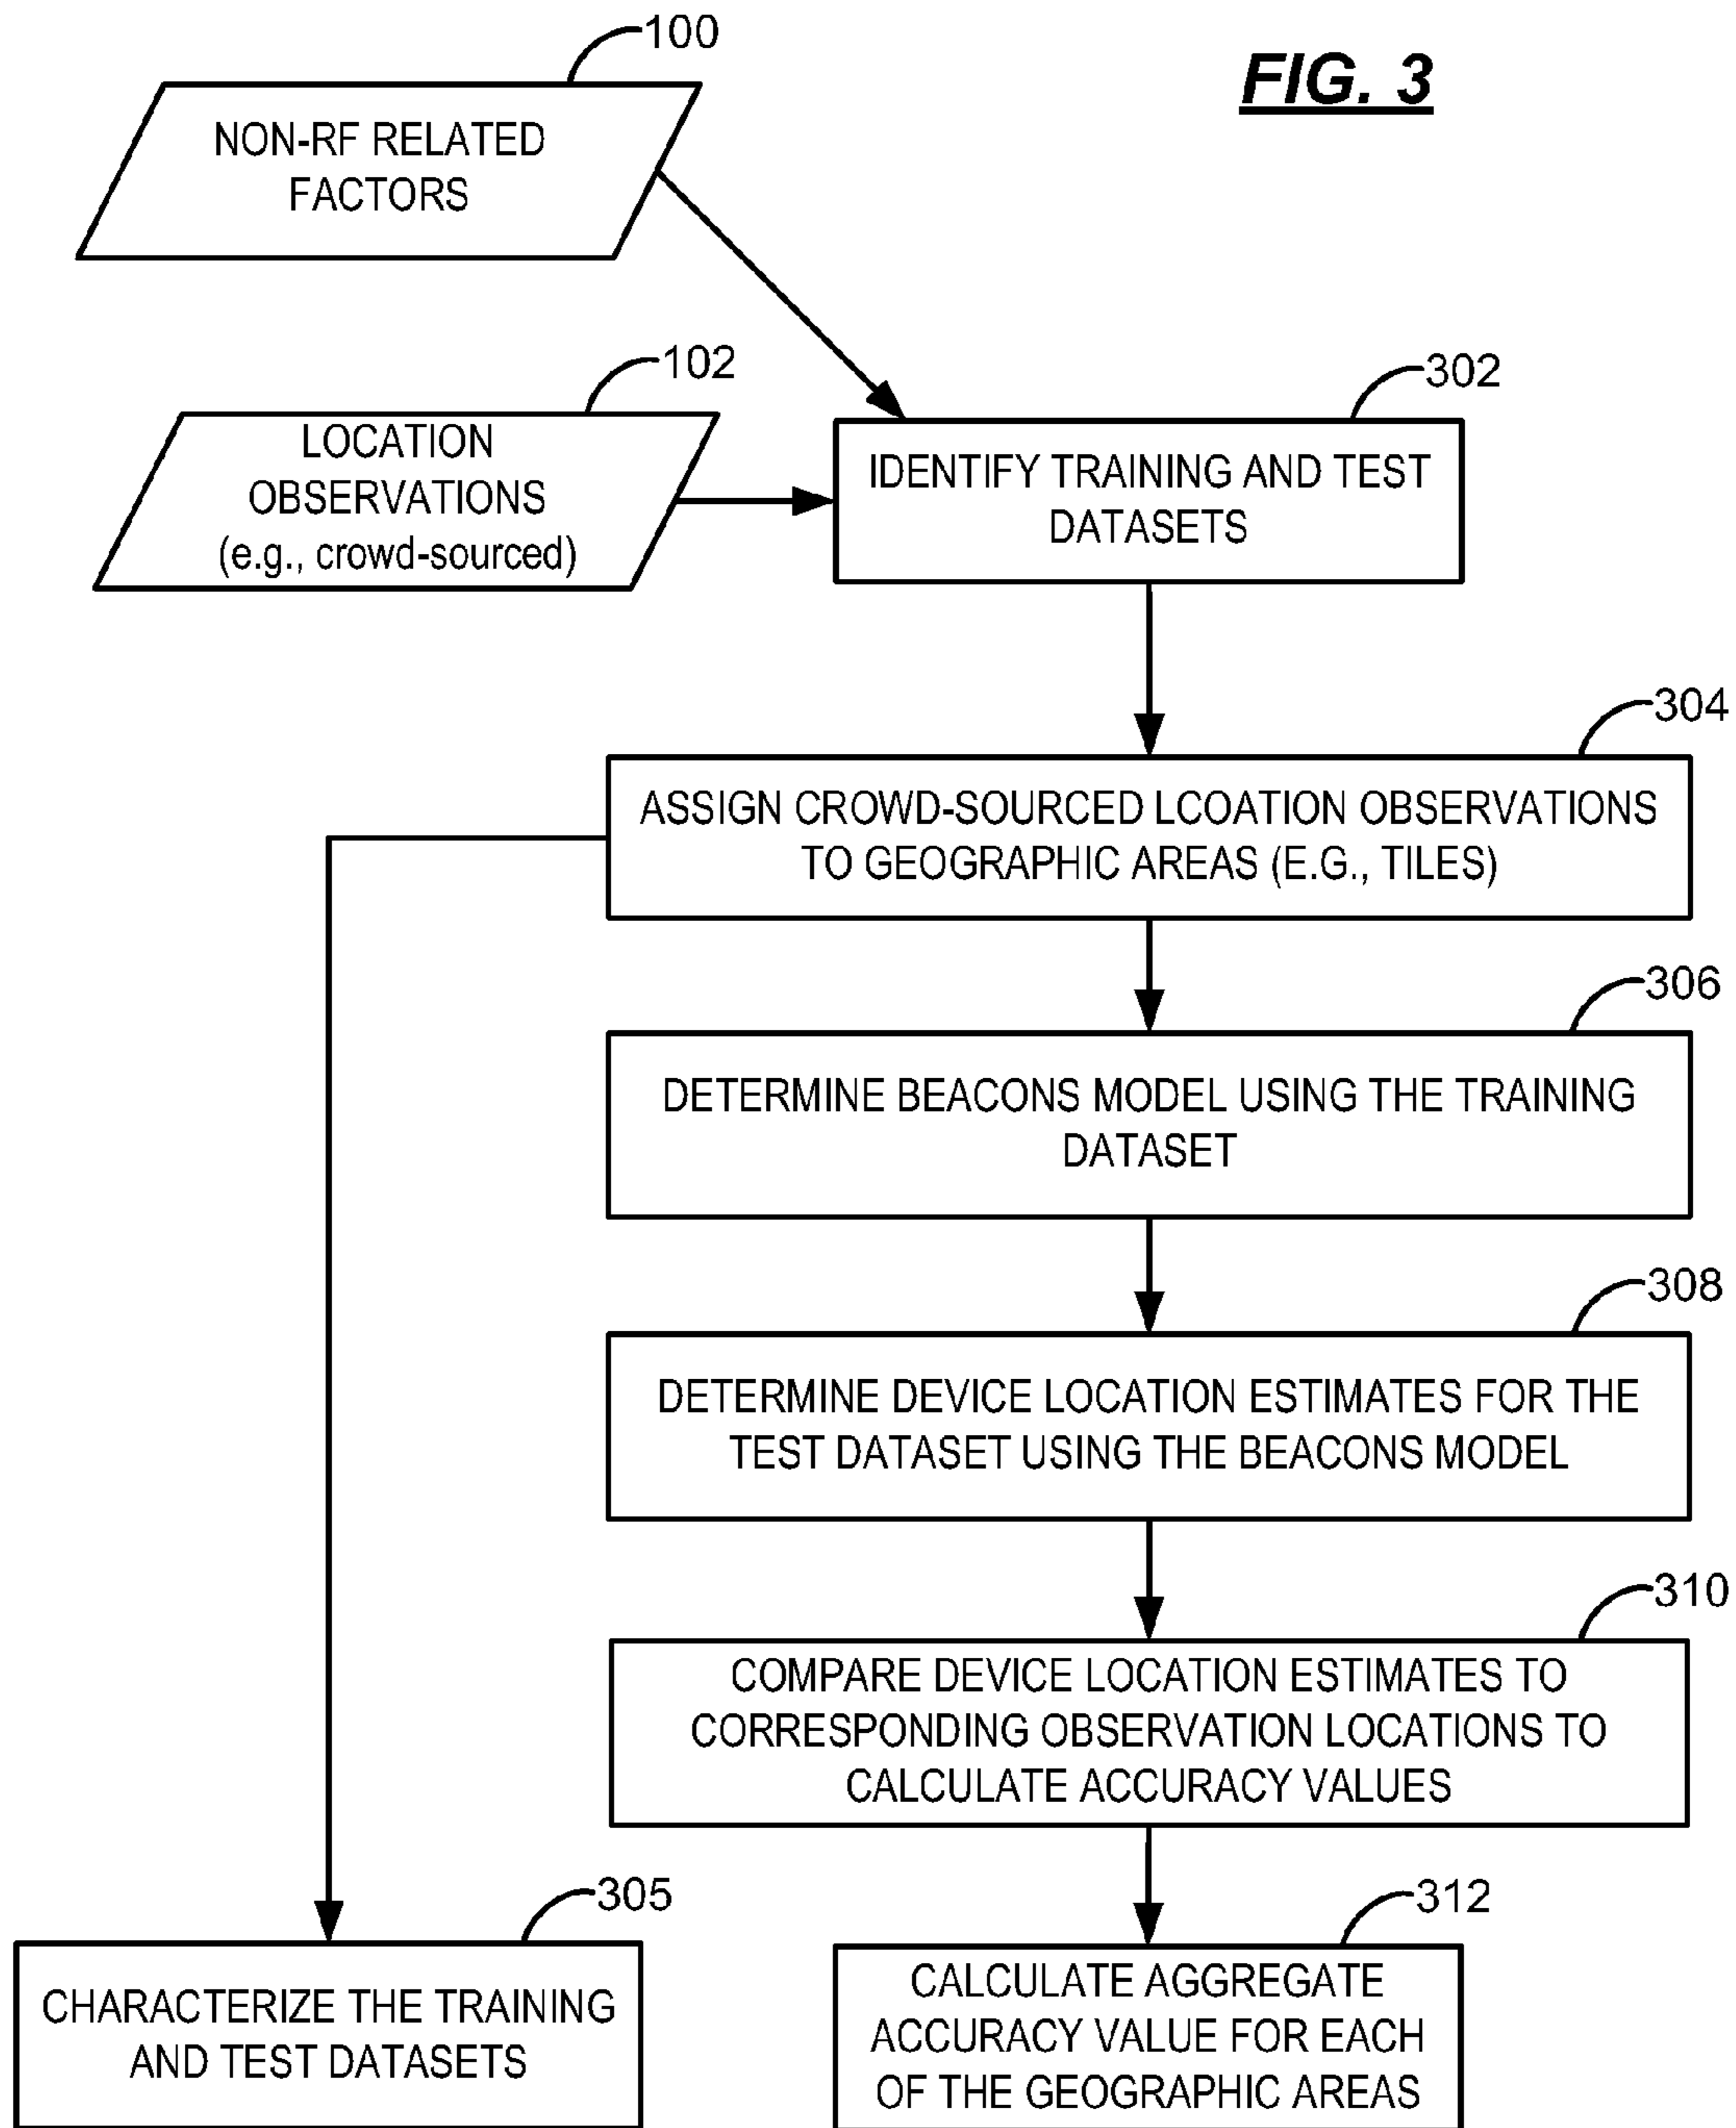 100
FIG. 3
NON-RF RELATED
FACTORS
102
LOCATION
OBSERVATIONS
(e.g., crowd-sourced)
302
IDENTIFY TRAINING AND TEST
DATASETS
304
ASSIGN CROWD-SOURCED LCOATION OBSERVATIONS
TO GEOGRAPHIC AREAS (E.G., TILES)
306
DETERMINE BEACONS MODEL USING THE TRAINING
DATASET
308
DETERMINE DEVICE LOCATION ESTIMATES FOR THE
TEST DATASET USING THE BEACONS MODEL
310
COMPARE DEVICE LOCATION ESTIMATES TO
CORRESPONDING OBSERVATION LOCATIONS TO
CALCULATE ACCURACY VALUES
305
CHARACTERIZE THE TRAINING
AND TEST DATASETS
312
CALCULATE AGGREGATE
ACCURACY VALUE FOR EACH
OF THE GEOGRAPHIC AREAS